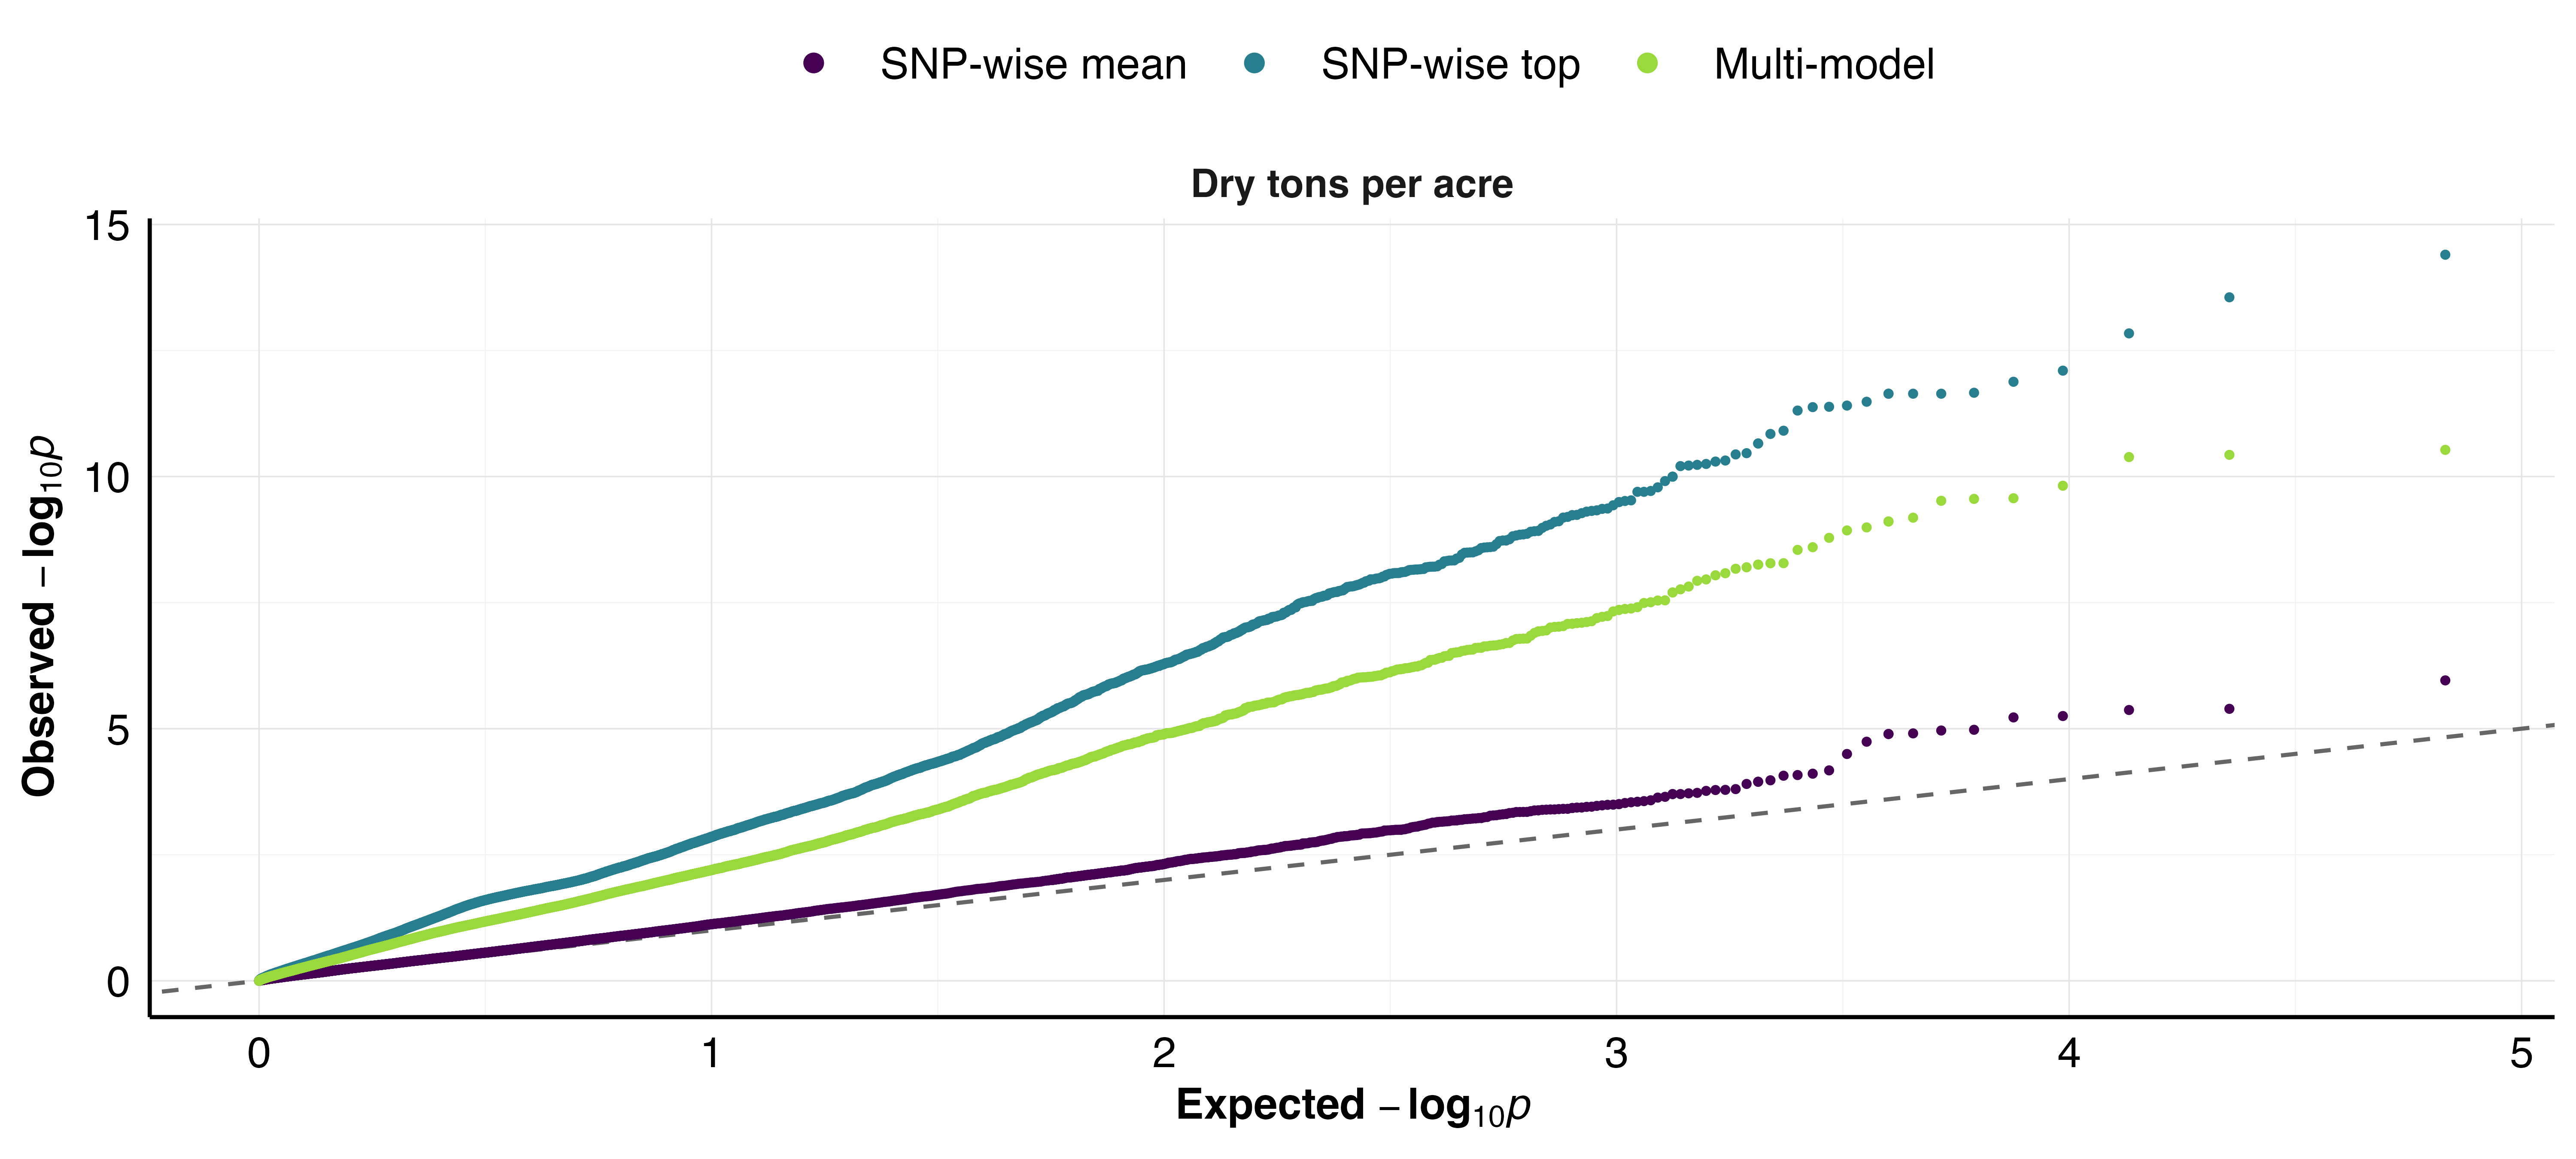 SNP-wise mean SNP-wise top Multi-model
Dry tons per acre
Observed −log10p
15
10
5
0
0 1 2 3 4 5
Expected −log10p